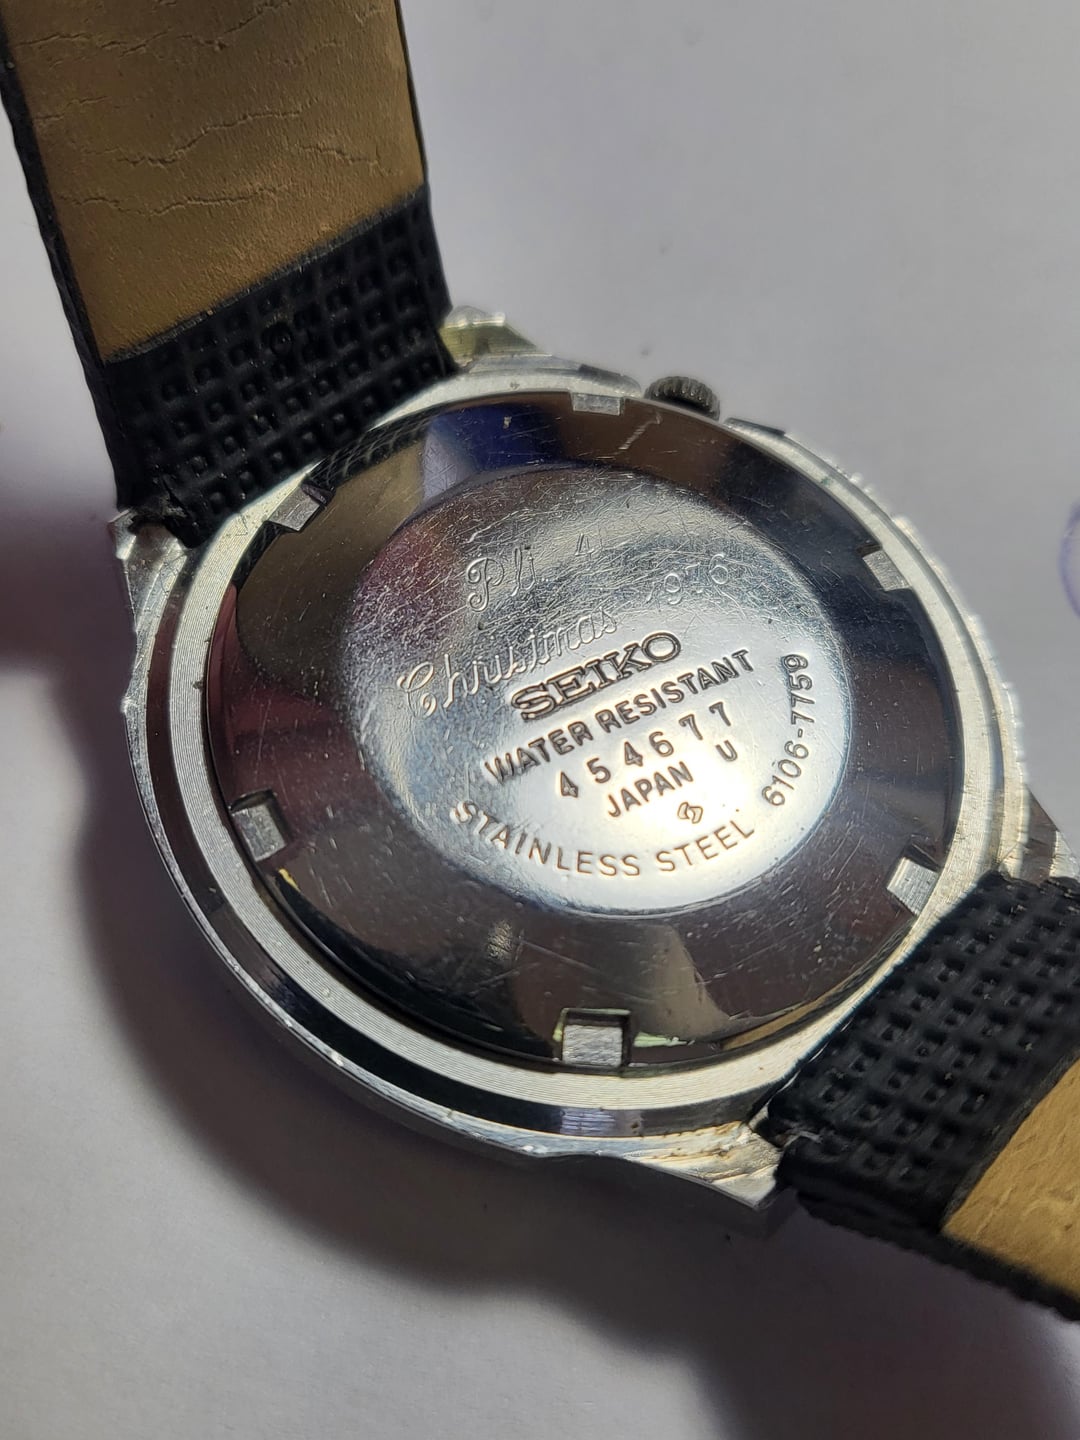 Christmas 1976
SEIKO
WATER RESISTANT
454677
JAPAN U
STAINLESS STEEL
6106-7759